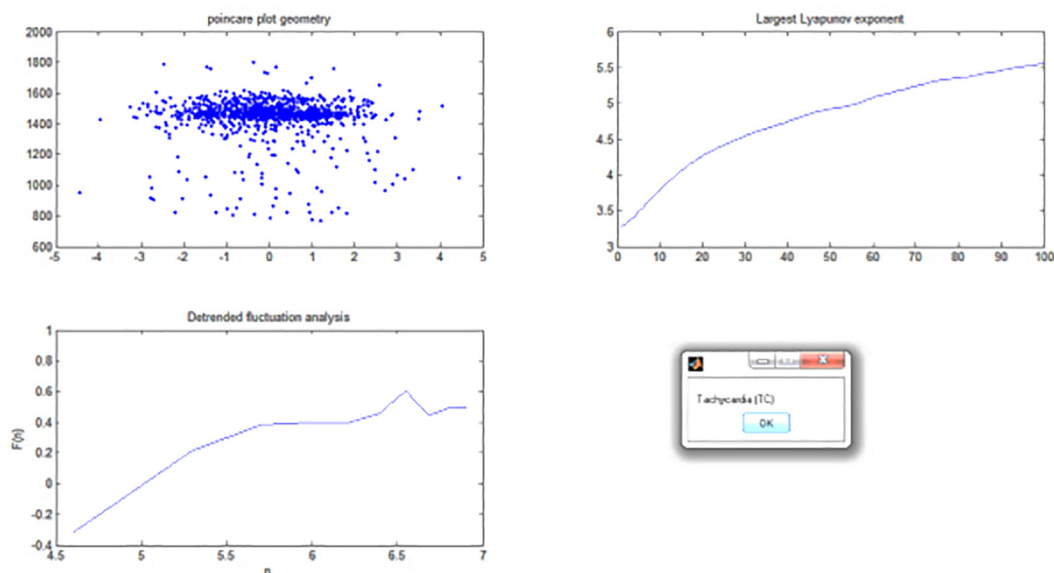 poincare plot geometry
2000
1800
1600
1400
1200
1000
800
600
-5 -4 -3 -2 -1 0 1 2 3 4 5
Largest Lyapunov exponent
6
5.5
5
4.5
4
3.5
3
0 10 20 30 40 50 60 70 80 90 100
Detrended fluctuation analysis
F(n)
1
0.8
0.6
0.4
0.2
0
-0.2
-0.4
4.5 5 5.5 6 6.5 7
n
Tachycardia (TC)
OK